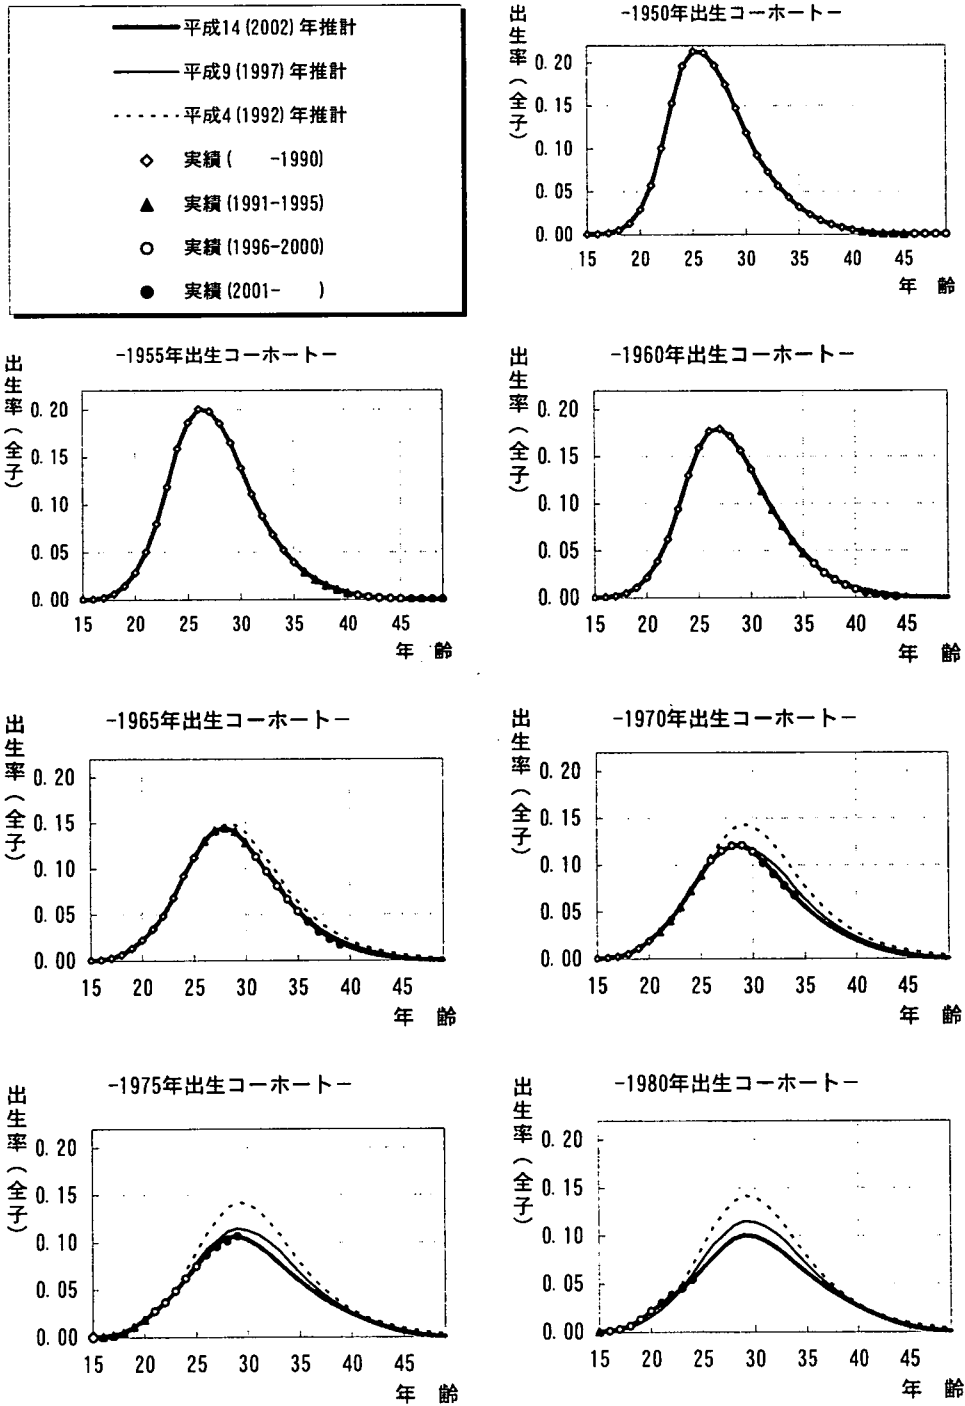 平成14(2002)年推計
平成9(1997)年推計
平成4(1992)年推計
実績( -1990)
実績(1991-1995)
実績(1996-2000)
実績(2001- )
-1950年出生コーホート-
出生率(全子)
0.20
0.15
0.10
0.05
0.00
15 20 25 30 35 40 45
年 齢
-1955年出生コーホート-
出生率(全子)
0.20
0.15
0.10
0.05
0.00
15 20 25 30 35 40 45
年 齢
-1960年出生コーホート-
出生率(全子)
0.20
0.15
0.10
0.05
0.00
15 20 25 30 35 40 45
年 齢
-1965年出生コーホート-
出生率(全子)
0.20
0.15
0.10
0.05
0.00
15 20 25 30 35 40 45
年 齢
-1970年出生コーホート-
出生率(全子)
0.20
0.15
0.10
0.05
0.00
15 20 25 30 35 40 45
年 齢
-1975年出生コーホート-
出生率(全子)
0.20
0.15
0.10
0.05
0.00
15 20 25 30 35 40 45
年 齢
-1980年出生コーホート-
出生率(全子)
0.20
0.15
0.10
0.05
0.00
15 20 25 30 35 40 45
年 齢